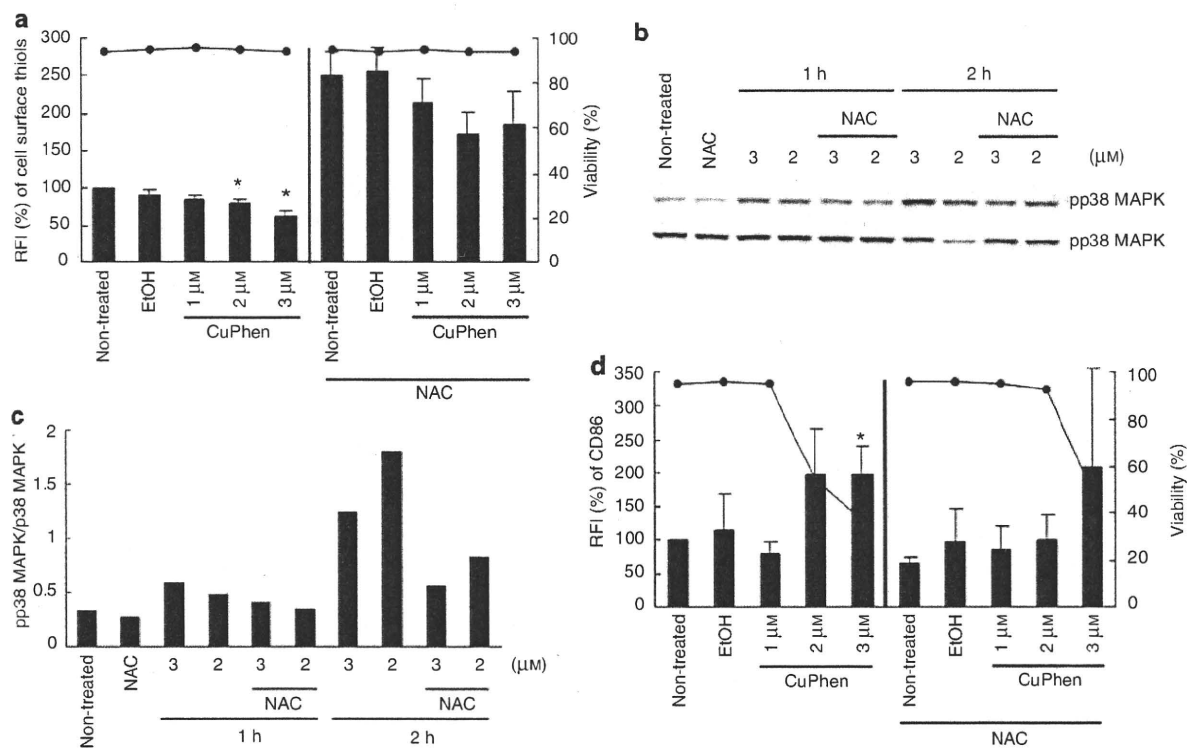 a
RFI (%) of cell surface thiols
300
250
200
150
100
50
0
* *
100
80
60
40
20
0
Viability (%)
Non-treated
EtOH
1 μM
2 μM
3 μM
Non-treated
EtOH
1 μM
2 μM
3 μM
CuPhen CuPhen
NAC
b
1 h 2 h
NAC NAC
Non-treated NAC 3 2 3 2 3 2 3 2 (μM)
pp38 MAPK
pp38 MAPK
c
pp38 MAPK/p38 MAPK
2
1.5
1
0.5
0
Non-treated NAC 3 2 3 2 3 2 3 2 (μM)
NAC NAC
1 h 2 h
d
RFI (%) of CD86
350
300
250
200
150
100
50
0
*
100
80
60
40
20
0
Viability (%)
Non-treated
EtOH
1 μM
2 μM
3 μM
Non-treated
EtOH
1 μM
2 μM
3 μM
CuPhen CuPhen
NAC